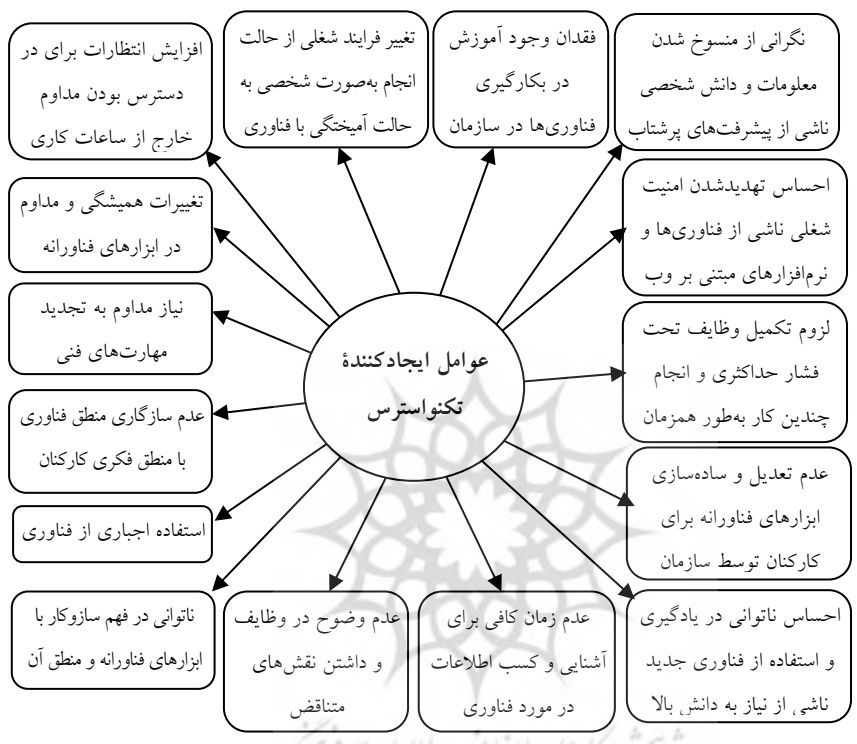 نگرانی از منسوخ شدن
معلومات و دانش شخصی
ناشی از پیشرفت‌های پرشتاب
فقدان وجود آموزش
در بکارگیری
فناوری‌ها در سازمان
تغییر فرایند شغلی از حالت
انجام به‌صورت شخصی به
حالت آمیختگی با فناوری
افزایش انتظارات برای در
دسترس بودن مداوم
خارج از ساعات کاری
احساس تهدیدشدن امنیت
شغلی ناشی از فناوری‌ها و
نرم‌افزارهای مبتنی بر وب
تغییرات همیشگی و مداوم
در ابزارهای فناورانه
لزوم تکمیل وظایف تحت
فشار حداکثری و انجام
چندین کار به‌طور همزمان
عوامل ایجادکنندۀ
تکنواسترس
نیاز مداوم به تجدید
مهارت‌های فنی
عدم سازگاری منطق فناوری
با منطق فکری کارکنان
عدم تعدیل و ساده‌سازی
ابزارهای فناورانه برای
کارکنان توسط سازمان
استفاده اجباری از فناوری
احساس ناتوانی در یادگیری
و استفاده از فناوری جدید
ناشی از نیاز به دانش بالا
عدم زمان کافی برای
آشنایی و کسب اطلاعات
در مورد فناوری
عدم وضوح در وظایف
و داشتن نقش‌های
متناقض
ناتوانی در فهم سازوکار با
ابزارهای فناورانه و منطق آن